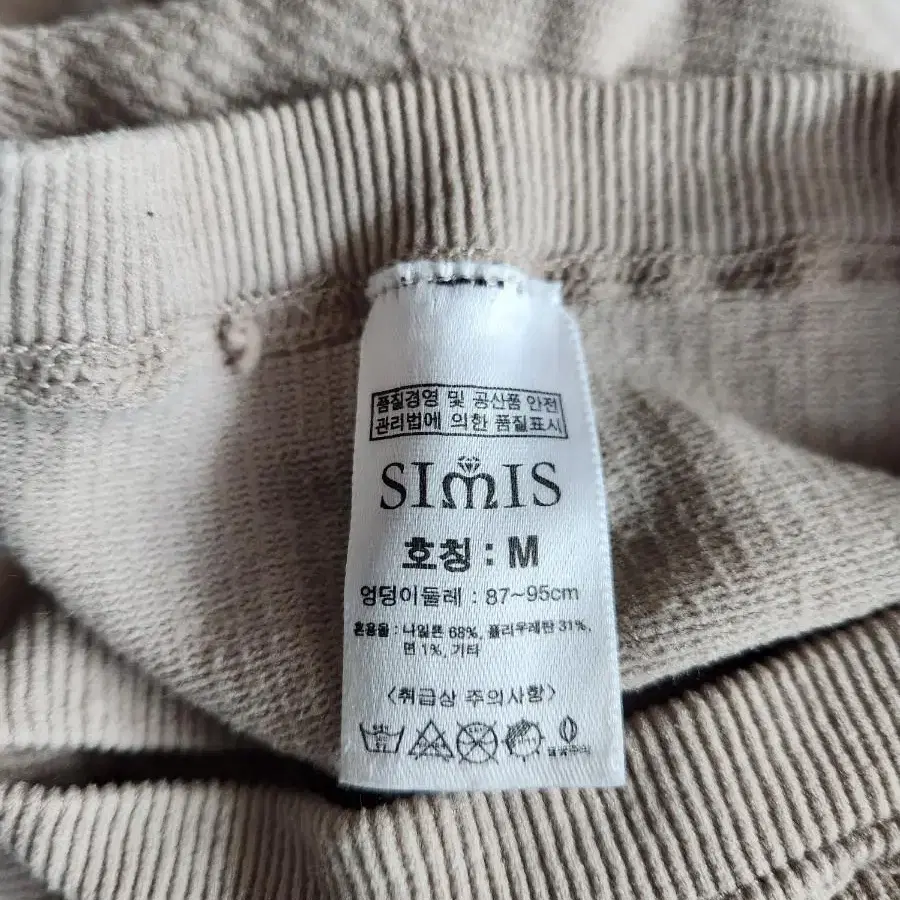 품질경영 및 공산품 안전
관리법에 의한 품질표시
SIMIS
호칭 : M
엉덩이둘레 : 87~95cm
혼용율 : 나일론 68%, 폴리우레탄 31%,
면 1%, 기타
<취급상 주의사항>